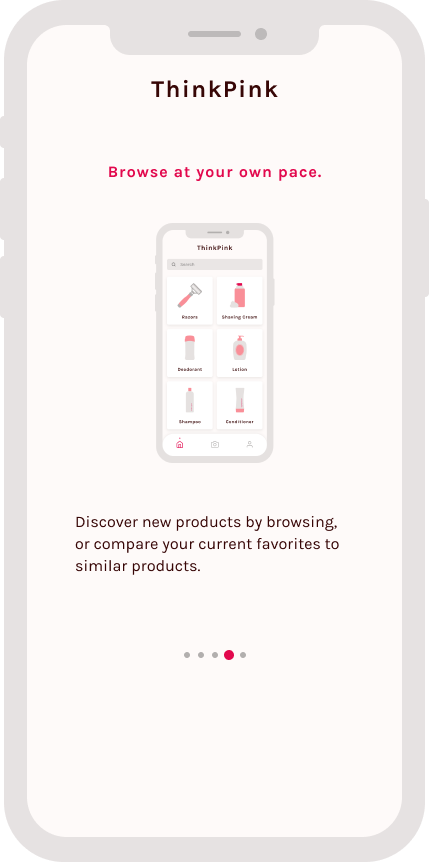 ThinkPink
Browse at your own pace.
ThinkPink
Search
Razors
Shaving Cream
Deodorant
Lotion
Shampoo
Conditioner
Discover new products by browsing,
or compare your current favorites to
similar products.